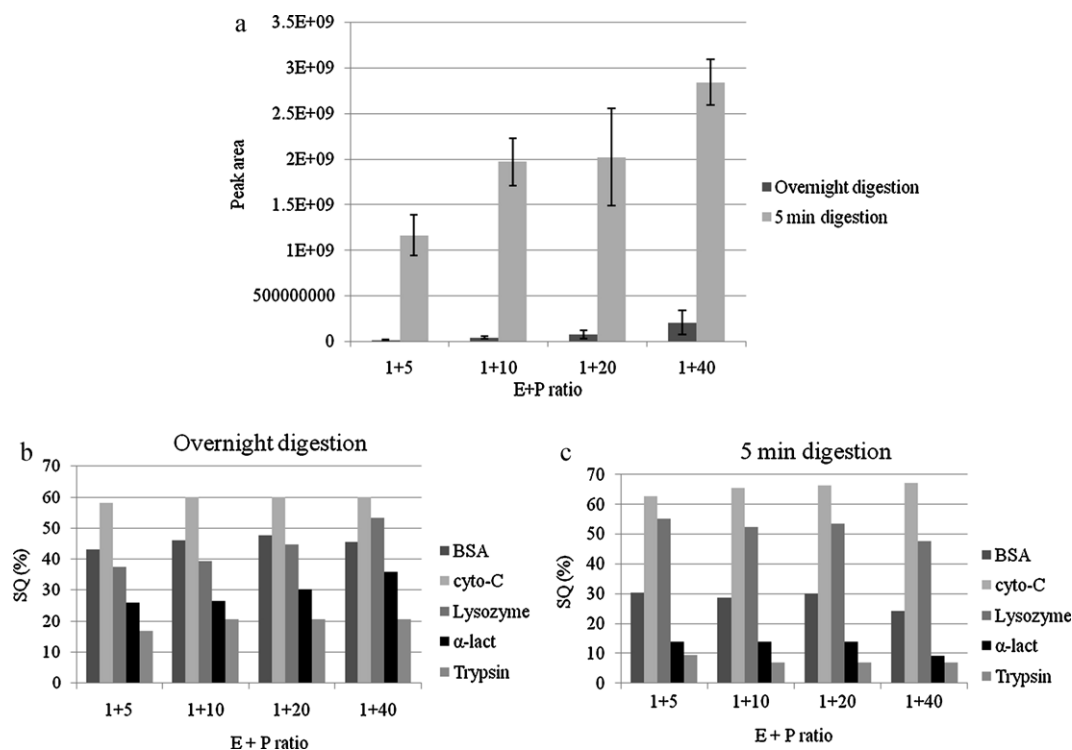 a
3.5E+09
3E+09
2.5E+09
2E+09
1.5E+09
1E+09
500000000
0
Peak area
1+5 1+10 1+20 1+40
E+P ratio
Overnight digestion
5 min digestion
b
Overnight digestion
70
60
50
40
30
20
10
0
SQ (%)
1+5 1+10 1+20 1+40
E + P ratio
BSA
cyto-C
Lysozyme
α-lact
Trypsin
c
5 min digestion
70
60
50
40
30
20
10
0
SQ (%)
1+5 1+10 1+20 1+40
E + P ratio
BSA
cyto-C
Lysozyme
α-lact
Trypsin